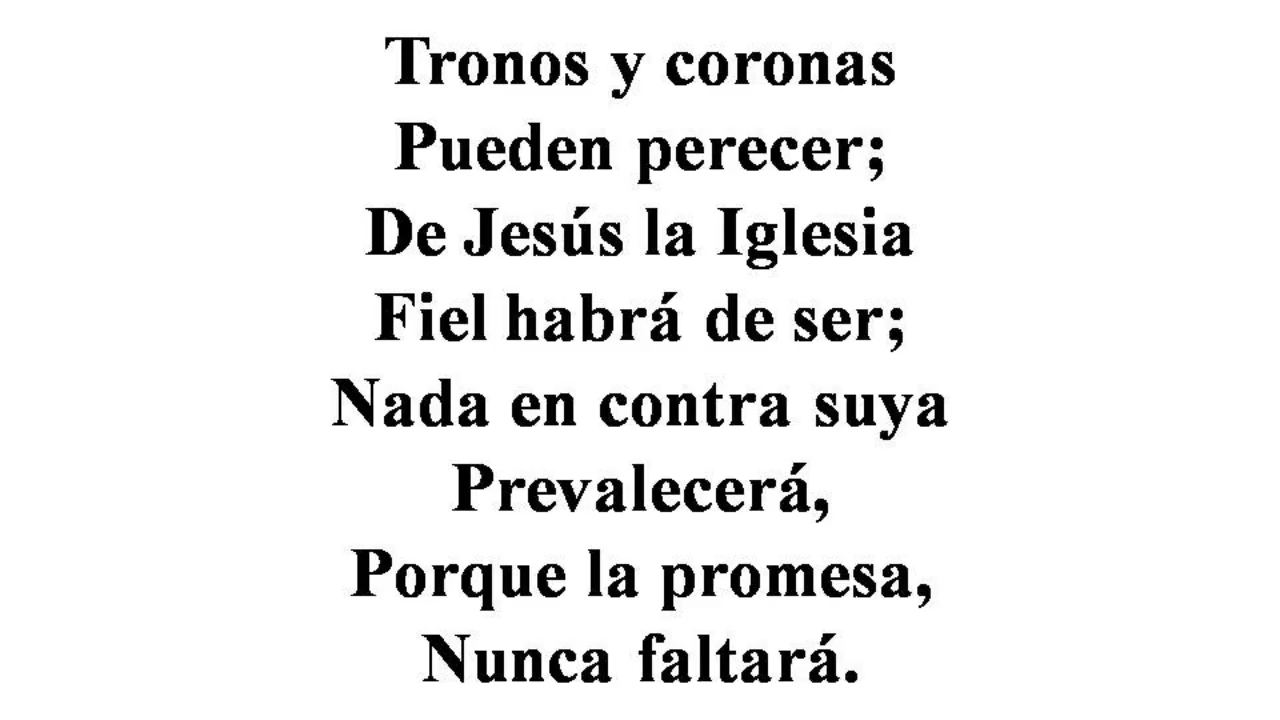 Tronos y coronas
Pueden perecer;
De Jesús la Iglesia
Fiel habrá de ser;
Nada en contra suya
Prevalecerá,
Porque la promesa,
Nunca faltará.